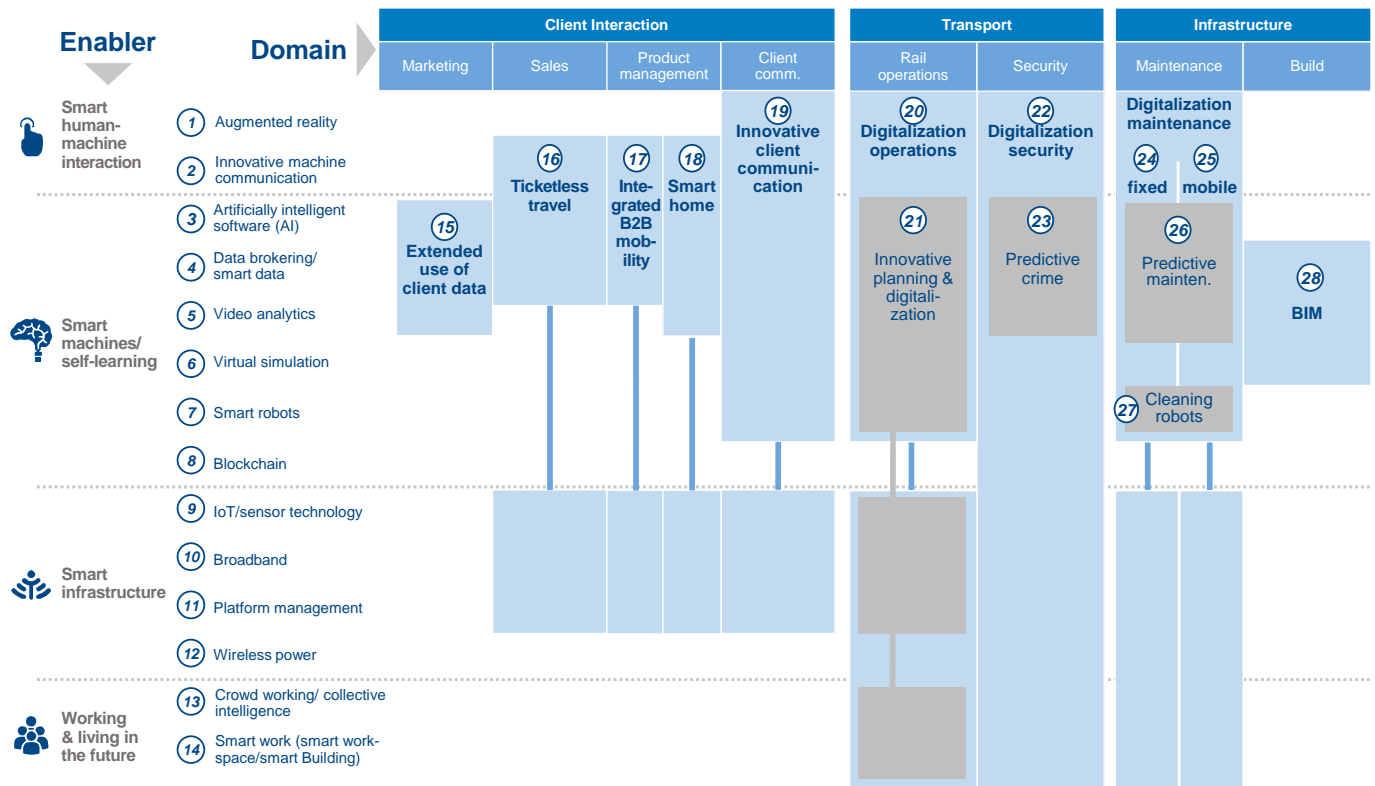 Enabler
Domain
Client Interaction
Transport
Infrastructure
Marketing
Sales
Product
management
Client
comm.
Rail
operations
Security
Maintenance
Build
Smart
human-
machine
interaction
1
Augmented reality
2
Innovative machine
communication
Smart
machines/
self-learning
3
Artificially intelligent
software (AI)
4
Data brokering/
smart data
5
Video analytics
6
Virtual simulation
7
Smart robots
8
Blockchain
Smart
infrastructure
9
IoT/sensor technology
10
Broadband
11
Platform management
12
Wireless power
Working
& living in
the future
13
Crowd working/ collective
intelligence
14
Smart work (smart work-
space/smart Building)
15
Extended
use of
client data
16
Ticketless
travel
17
Inte-
grated
B2B
mob-
ility
18
Smart
home
19
Innovative
client
communi-
cation
20
Digitalization
operations
21
Innovative
planning &
digitali-
zation
22
Digitalization
security
23
Predictive
crime
Digitalization
maintenance
24
fixed
25
mobile
26
Predictive
mainten.
27
Cleaning
robots
28
BIM